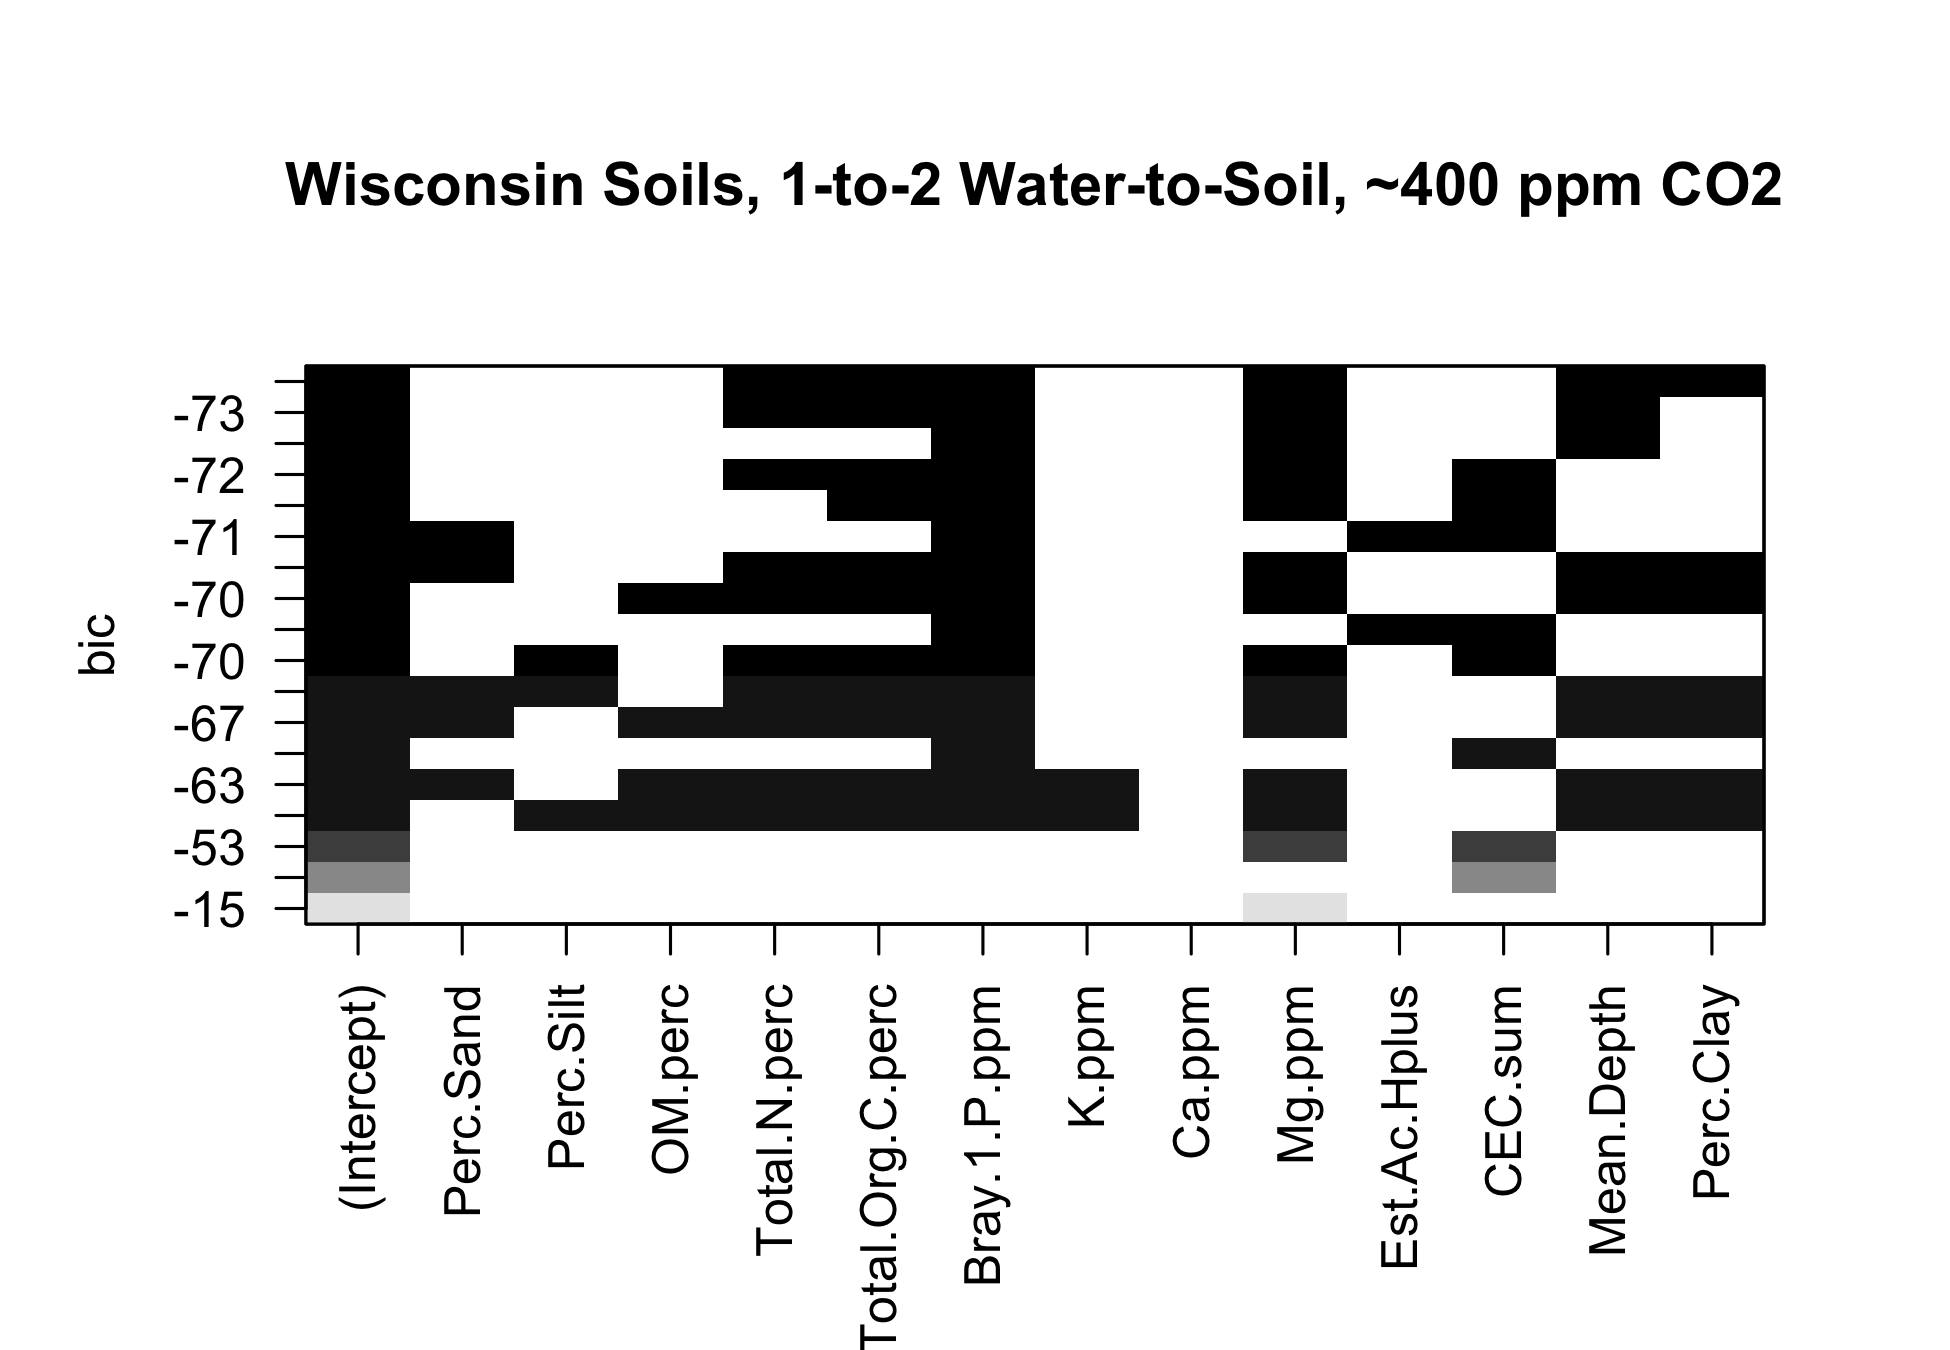 Wisconsin Soils, 1-to-2 Water-to-Soil, ~400 ppm CO2
bic
-73
-72
-71
-70
-70
-67
-63
-53
-15
(Intercept)
Perc.Sand
Perc.Silt
OM.perc
Total.N.perc
Total.Org.C.perc
Bray.1.P.ppm
K.ppm
Ca.ppm
Mg.ppm
Est.Ac.Hplus
CEC.sum
Mean.Depth
Perc.Clay